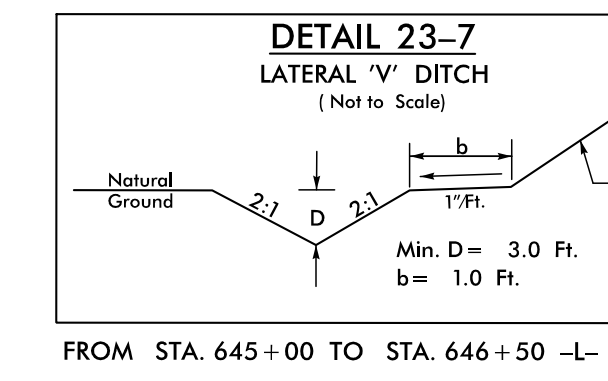 DETAIL 23–7
LATERAL 'V' DITCH
( Not to Scale)
b
Natural
Ground
2:1
D
2:1
1"/Ft.
Min. D= 3.0 Ft.
b= 1.0 Ft.
FROM STA. 645+00 TO STA. 646+50 –L–